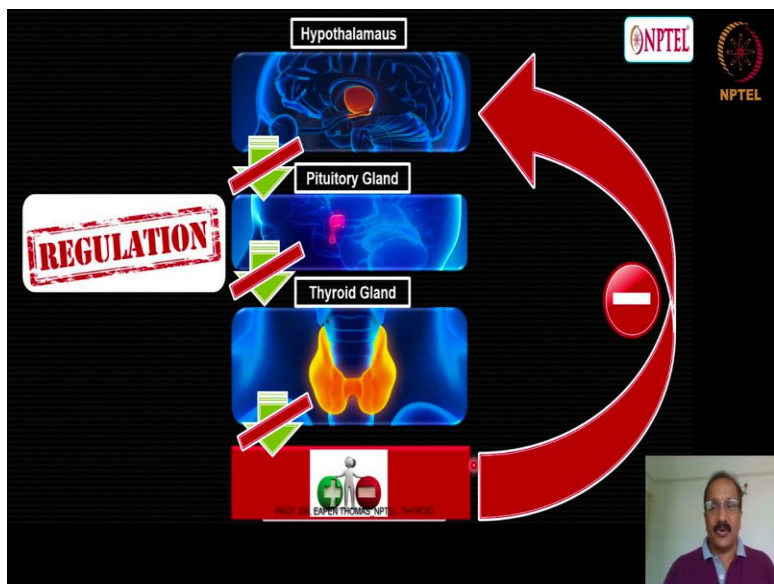 Hypothalamaus
NPTEL
NPTEL
Pituitory Gland
REGULATION
Thyroid Gland
PROF. DR. EAPEN THOMAS NPTEL THYROID